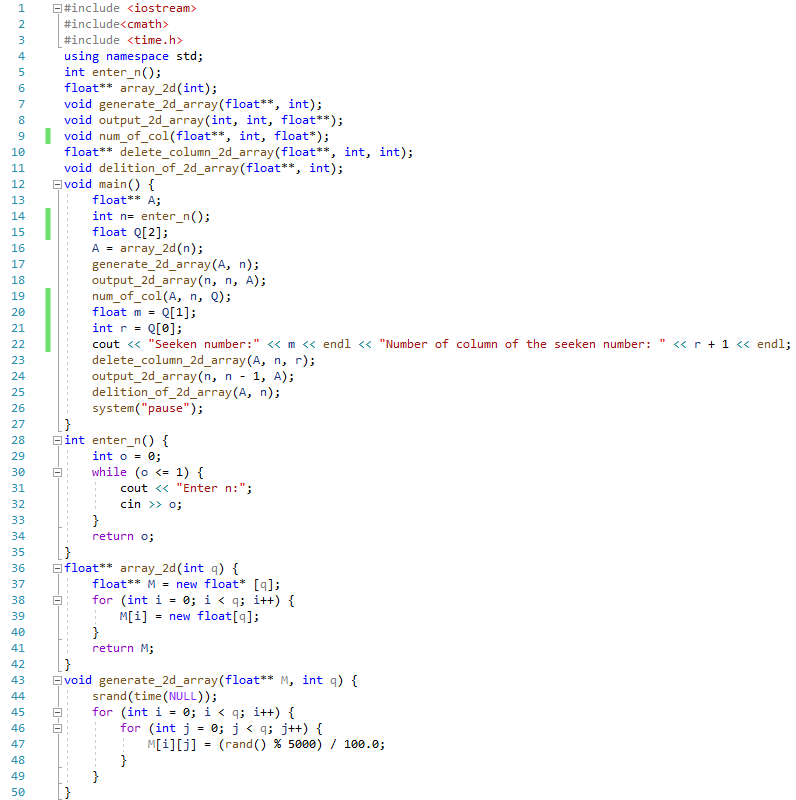 1 #include <iostream>
2 #include<cmath>
3 #include <time.h>
4 using namespace std;
5 int enter_n();
6 float** array_2d(int);
7 void generate_2d_array(float**, int);
8 void output_2d_array(int, int, float**);
9 void num_of_col(float**, int, float*);
10 float** delete_column_2d_array(float**, int, int);
11 void delition_of_2d_array(float**, int);
12 void main() {
13 float** A;
14 int n= enter_n();
15 float Q[2];
16 A = array_2d(n);
17 generate_2d_array(A, n);
18 output_2d_array(n, n, A);
19 num_of_col(A, n, Q);
20 float m = Q[1];
21 int r = Q[0];
22 cout << "Seeken number:" << m << endl << "Number of column of the seeken number: " << r + 1 << endl;
23 delete_column_2d_array(A, n, r);
24 output_2d_array(n, n - 1, A);
25 delition_of_2d_array(A, n);
26 system("pause");
27 }
28 int enter_n() {
29 int o = 0;
30 while (o <= 1) {
31 cout << "Enter n:";
32 cin >> o;
33 }
34 return o;
35 }
36 float** array_2d(int q) {
37 float** M = new float* [q];
38 for (int i = 0; i < q; i++) {
39 M[i] = new float[q];
40 }
41 return M;
42 }
43 void generate_2d_array(float** M, int q) {
44 srand(time(NULL));
45 for (int i = 0; i < q; i++) {
46 for (int j = 0; j < q; j++) {
47 M[i][j] = (rand() % 5000) / 100.0;
48 }
49 }
50 }